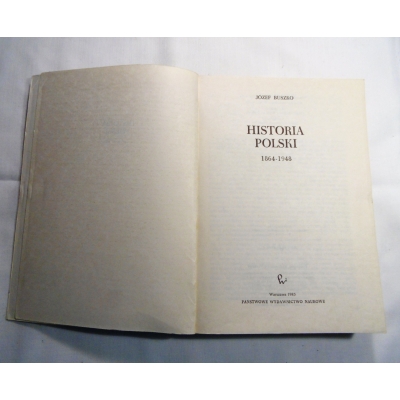 JÓZEF BUSZKO
HISTORIA
POLSKI
1864-1948
Warszawa
PAŃSTWOWE WYDAWNICTWO NAUKOWE